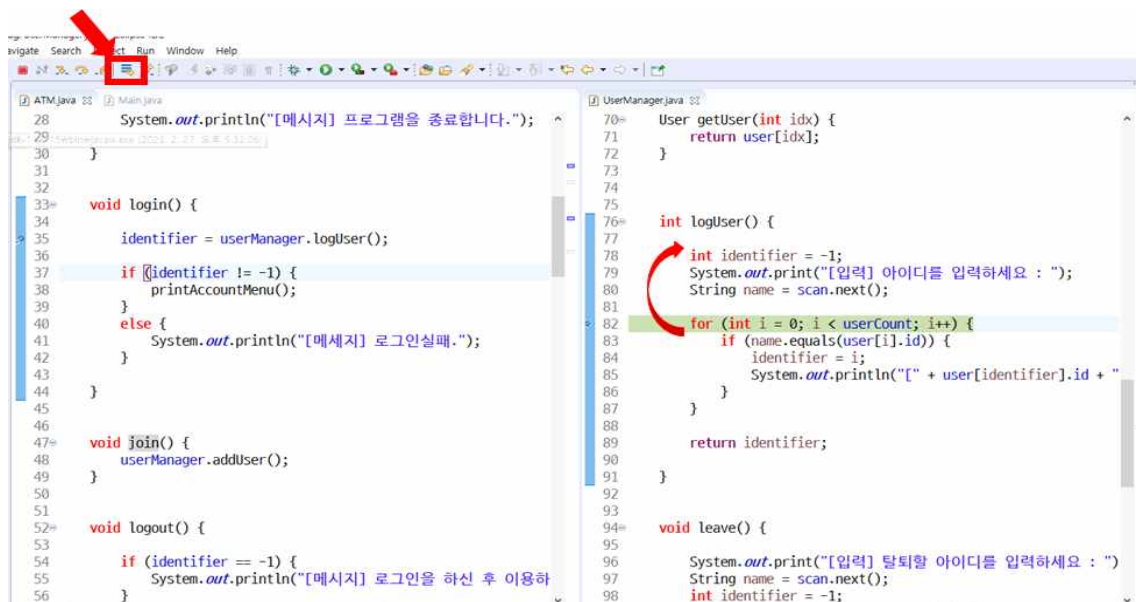 Search
Run Window Help
ATM.java Main.java
28 System.out.println("[메시지] 프로그램을 종료합니다.");
29
30 }
31
32
33 void login() {
34
35 identifier = userManager.logUser();
36
37 if (identifier != -1) {
38 printAccountMenu();
39 }
40 else {
41 System.out.println("[메세지] 로그인실패.");
42 }
43
44 }
45
46
47 void join() {
48 userManager.addUser();
49 }
50
51
52 void logout() {
53
54 if (identifier == -1) {
55 System.out.println("[메시지] 로그인을 하신 후 이용하
56 }
UserManager.java
70 User getUser(int idx) {
71 return user[idx];
72 }
73
74
75
76 int logUser() {
77
78 int identifier = -1;
79 System.out.print("[입력] 아이디를 입력하세요 : ");
80 String name = scan.next();
81
82 for (int i = 0; i < userCount; i++) {
83 if (name.equals(user[i].id)) {
84 identifier = i;
85 System.out.println("[" + user[identifier].id + "
86 }
87 }
88
89 return identifier;
90
91 }
92
93
94 void leave() {
95
96 System.out.print("[입력] 탈퇴할 아이디를 입력하세요 : ")
97 String name = scan.next();
98 int identifier = -1;